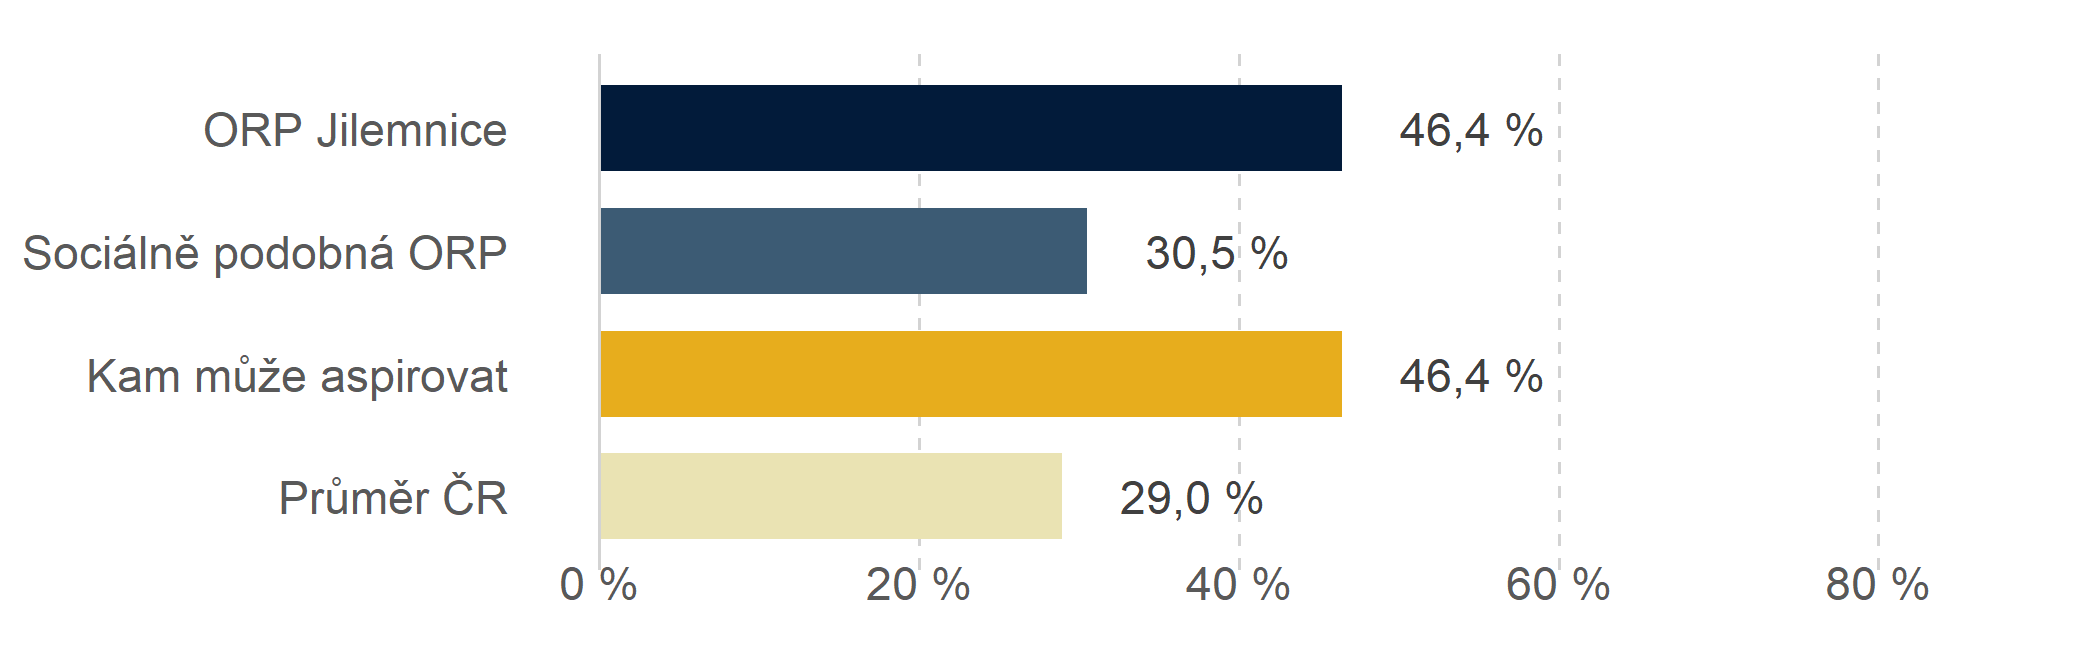 ORP Jilemnice
46,4 %
Sociálně podobná ORP
30,5 %
Kam může aspirovat
46,4 %
Průměr ČR
29,0 %
0 %
20 %
40 %
60 %
80 %